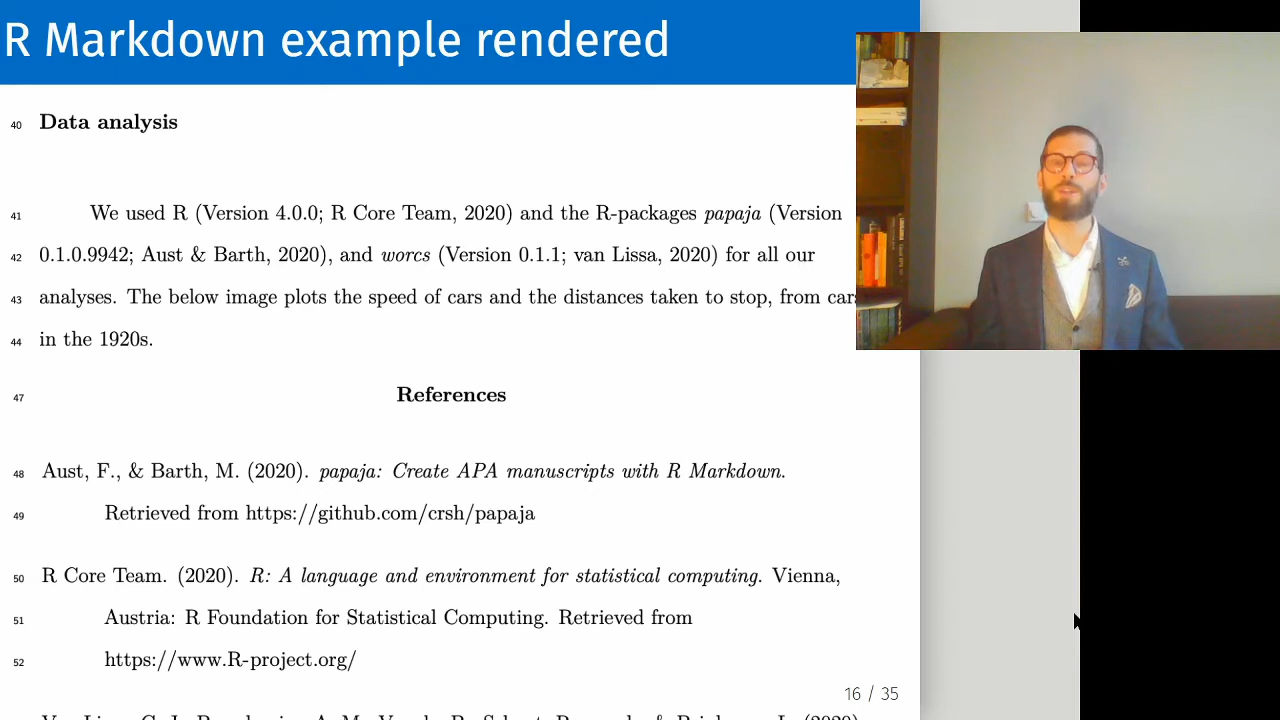 R Markdown example rendered
40 Data analysis
41 We used R (Version 4.0.0; R Core Team, 2020) and the R-packages papaja (Version
42 0.1.0.9942; Aust & Barth, 2020), and worcs (Version 0.1.1; van Lissa, 2020) for all our
43 analyses. The below image plots the speed of cars and the distances taken to stop, from cars
44 in the 1920s.
47 References
48 Aust, F., & Barth, M. (2020). papaja: Create APA manuscripts with R Markdown.
49 Retrieved from https://github.com/crsh/papaja
50 R Core Team. (2020). R: A language and environment for statistical computing. Vienna,
51 Austria: R Foundation for Statistical Computing. Retrieved from
52 https://www.R-project.org/
16 / 35